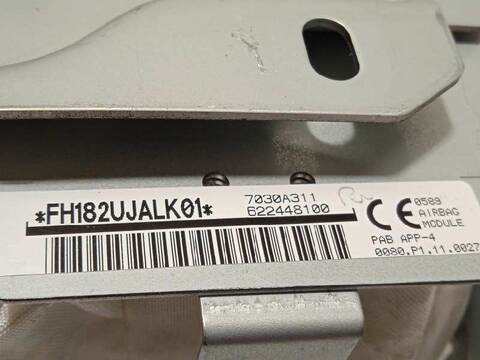 *FH182UJALK01*
7030A311
622448100
CE 0589
AIRBAG
MODULE
PAB APP-4
0080.P1.11.0027